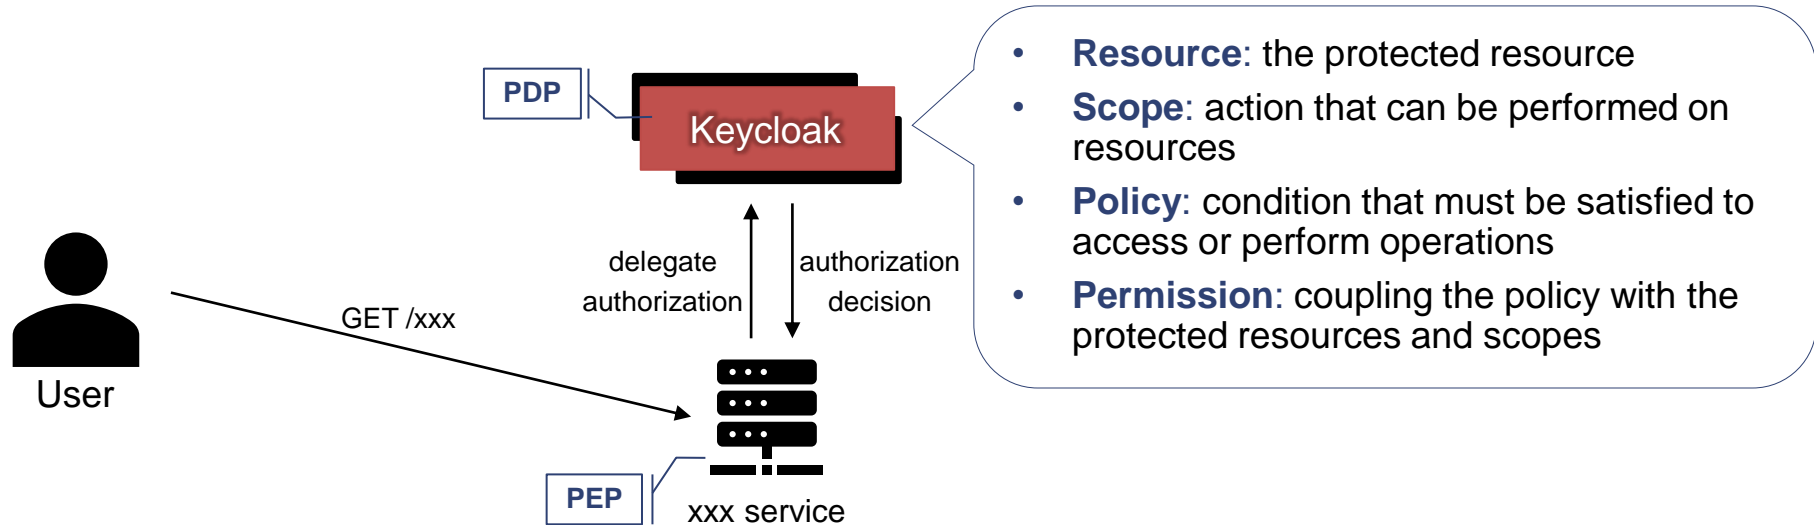 PDP
Keycloak
delegate
authorization
authorization
decision
GET /xxx
User
PEP
xxx service
• Resource: the protected resource
• Scope: action that can be performed on
resources
• Policy: condition that must be satisfied to
access or perform operations
• Permission: coupling the policy with the
protected resources and scopes